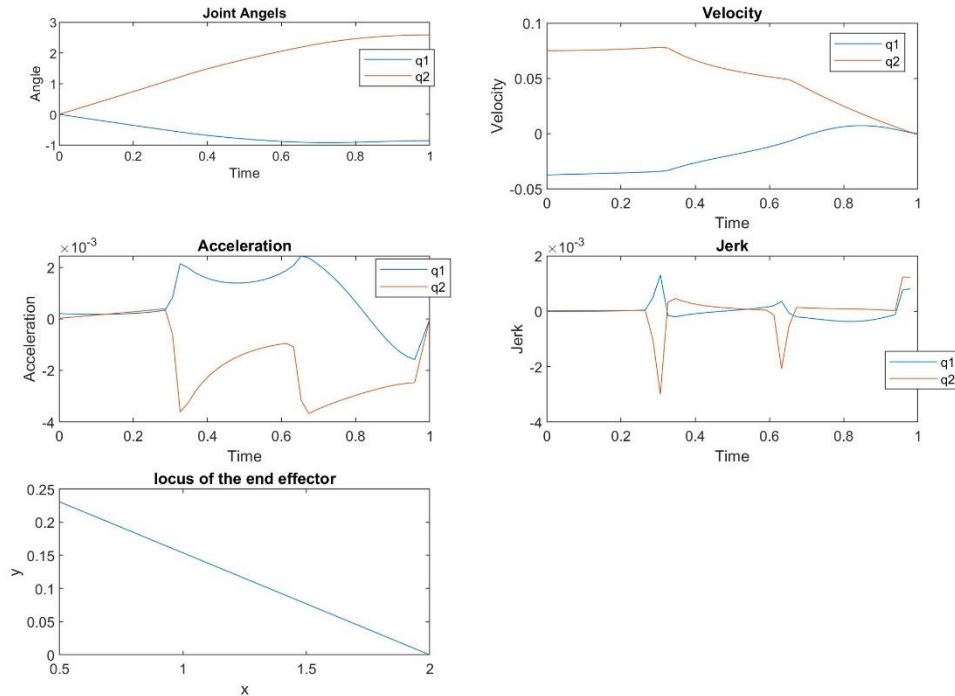 Joint Angels
3
2
1
0
-1
Angle
q1
q2
0 0.2 0.4 0.6 0.8 1
Time
Velocity
0.1
0.05
0
-0.05
Velocity
q1
q2
0 0.2 0.4 0.6 0.8 1
Time
×10-3
Acceleration
2
0
-2
-4
Acceleration
q1
q2
0 0.2 0.4 0.6 0.8 1
Time
×10-3
Jerk
2
0
-2
-4
Jerk
q1
q2
0 0.2 0.4 0.6 0.8 1
Time
locus of the end effector
0.25
0.2
0.15
0.1
0.05
0
y
0.5 1 1.5 2
x